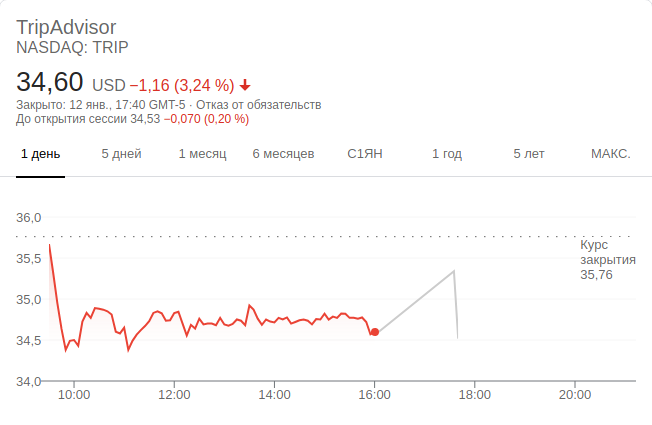 TripAdvisor
NASDAQ: TRIP
34,60 USD −1,16 (3,24 %)
Закрыто: 12 янв., 17:40 GMT-5 · Отказ от обязательств
До открытия сессии 34,53 −0,070 (0,20 %)
1 день 5 дней 1 месяц 6 месяцев С1ЯН 1 год 5 лет МАКС.
36,0
Курс
закрытия
35,76
35,5
35,0
34,5
34,0
10:00 12:00 14:00 16:00 18:00 20:00